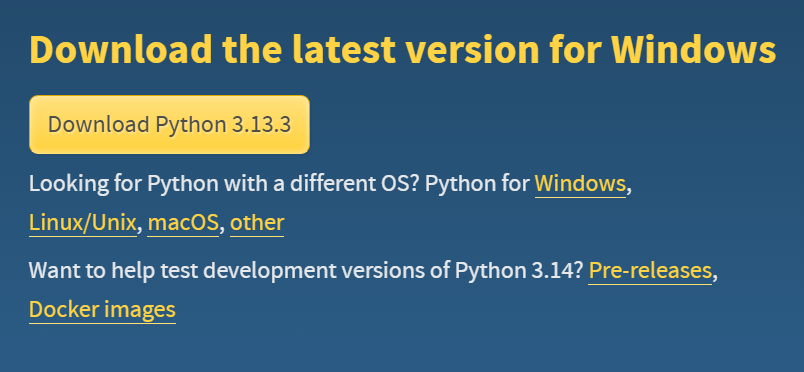 Download the latest version for Windows
Download Python 3.13.3
Looking for Python with a different OS? Python for Windows,
Linux/Unix, macOS, other
Want to help test development versions of Python 3.14? Pre-releases,
Docker images